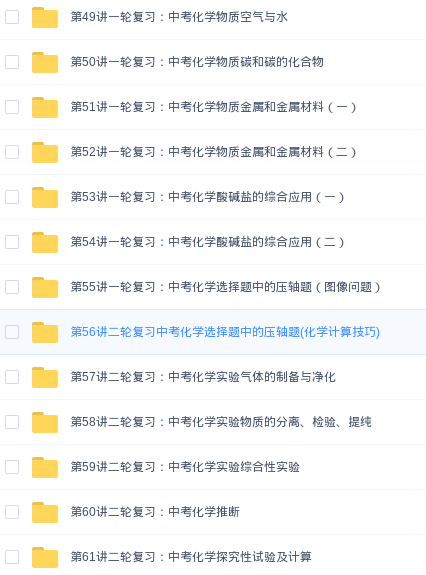 第49讲一轮复习：中考化学物质空气与水
第50讲一轮复习：中考化学物质碳和碳的化合物
第51讲一轮复习：中考化学物质金属和金属材料（一）
第52讲一轮复习：中考化学物质金属和金属材料（二）
第53讲一轮复习：中考化学酸碱盐的综合应用（一）
第54讲一轮复习：中考化学酸碱盐的综合应用（二）
第55讲一轮复习：中考化学选择题中的压轴题（图像问题）
第56讲二轮复习中考化学选择题中的压轴题(化学计算技巧)
第57讲二轮复习：中考化学实验气体的制备与净化
第58讲二轮复习：中考化学实验物质的分离、检验、提纯
第59讲二轮复习：中考化学实验综合性实验
第60讲二轮复习：中考化学推断
第61讲二轮复习：中考化学探究性试验及计算